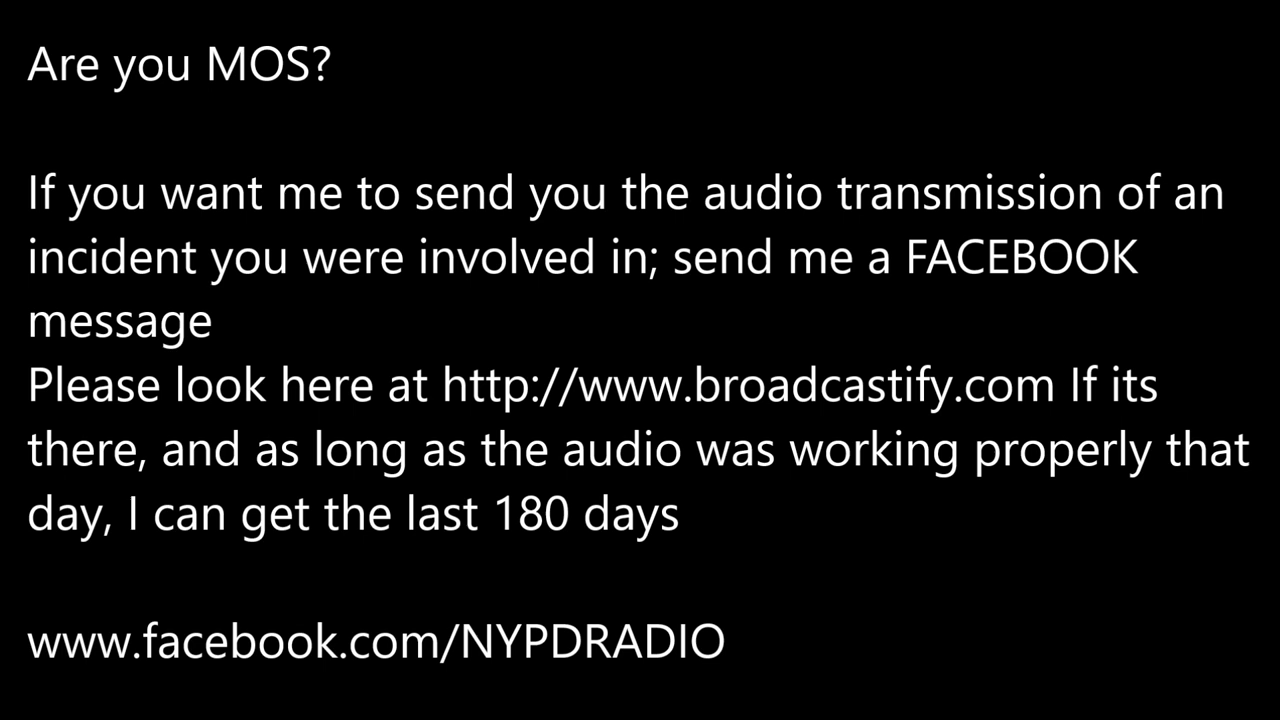 Are you MOS?
If you want me to send you the audio transmission of an
incident you were involved in; send me a FACEBOOK
message
Please look here at http://www.broadcastify.com If its
there, and as long as the audio was working properly that
day, I can get the last 180 days
www.facebook.com/NYPDRADIO